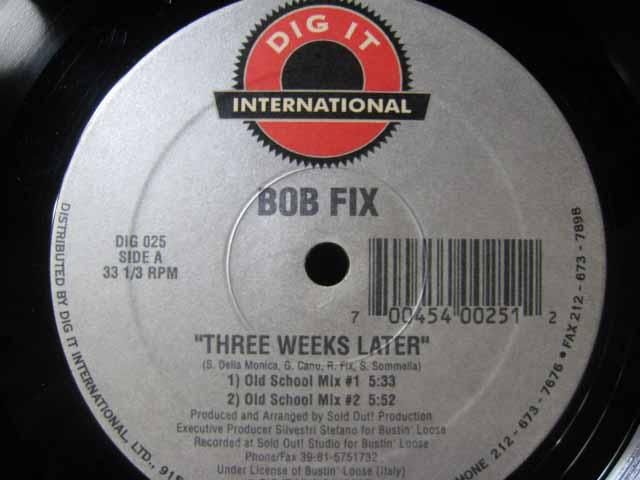 DIG IT
INTERNATIONAL
BOB FIX
DIG 025
SIDE A
33 1/3 RPM
7 00454 00251 2
"THREE WEEKS LATER"
(S. Della Monica, G. Canu, R. Fix, S. Sommella)
1) Old School Mix #1 5:33
2) Old School Mix #2 5:52
Produced and Arranged by Sold Out! Production
Executive Producer Silvestri Stefano for Bustin' Loose
Recorded at Sold Out! Studio for Bustin' Loose
Phone/Fax 39-81-5751732
Under License of Bustin' Loose (Italy)
DISTRIBUTED BY DIG IT INTERNATIONAL, LTD., 915
PHONE 212-673-7676 • FAX 212-673-7898